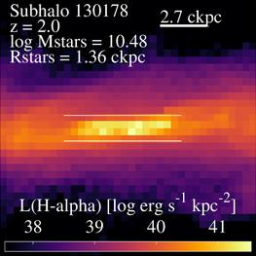 Subhalo 130178
2.7 ckpc
z = 2.0
log Mstars = 10.48
Rstars = 1.36 ckpc
L(H-alpha) [log erg s⁻¹ kpc⁻²]
38 39 40 41